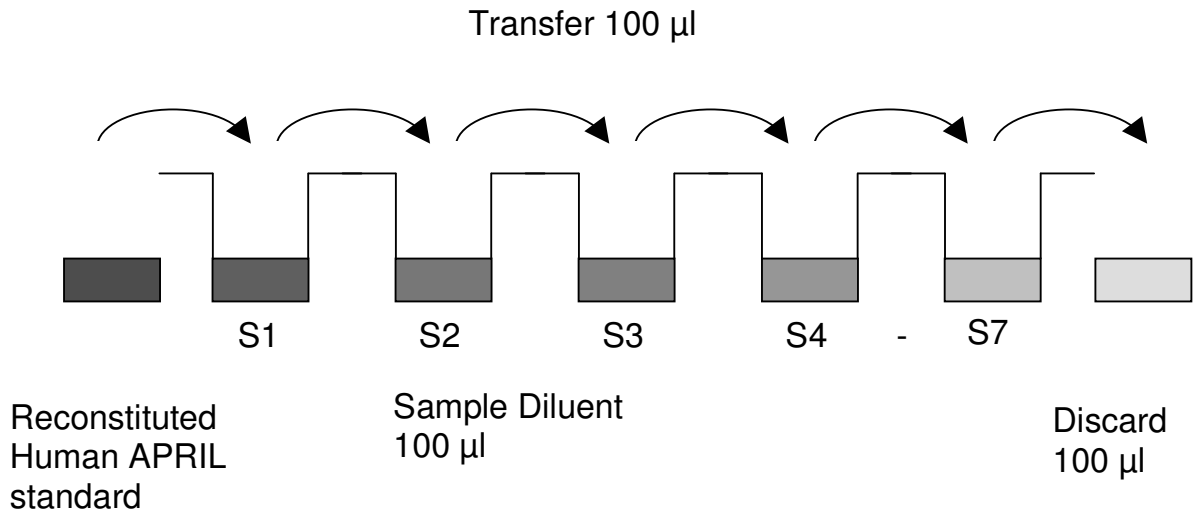 Transfer 100 µl
S1 S2 S3 S4 - S7
Reconstituted
Human APRIL
standard
Sample Diluent
100 µl
Discard
100 µl